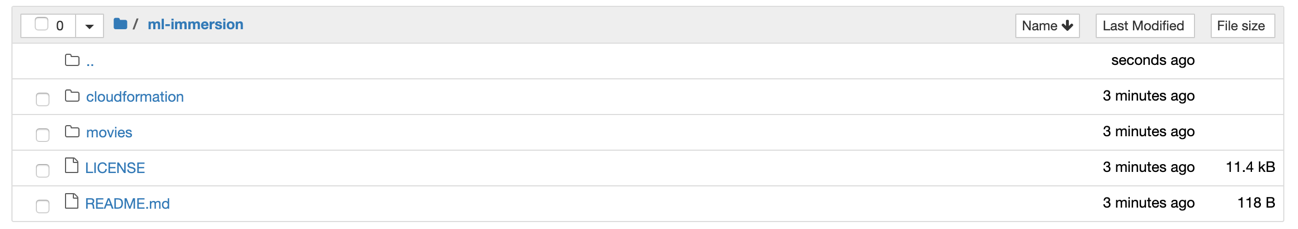 0 / ml-immersion Name Last Modified File size
.. seconds ago
cloudformation 3 minutes ago
movies 3 minutes ago
LICENSE 3 minutes ago 11.4 kB
README.md 3 minutes ago 118 B